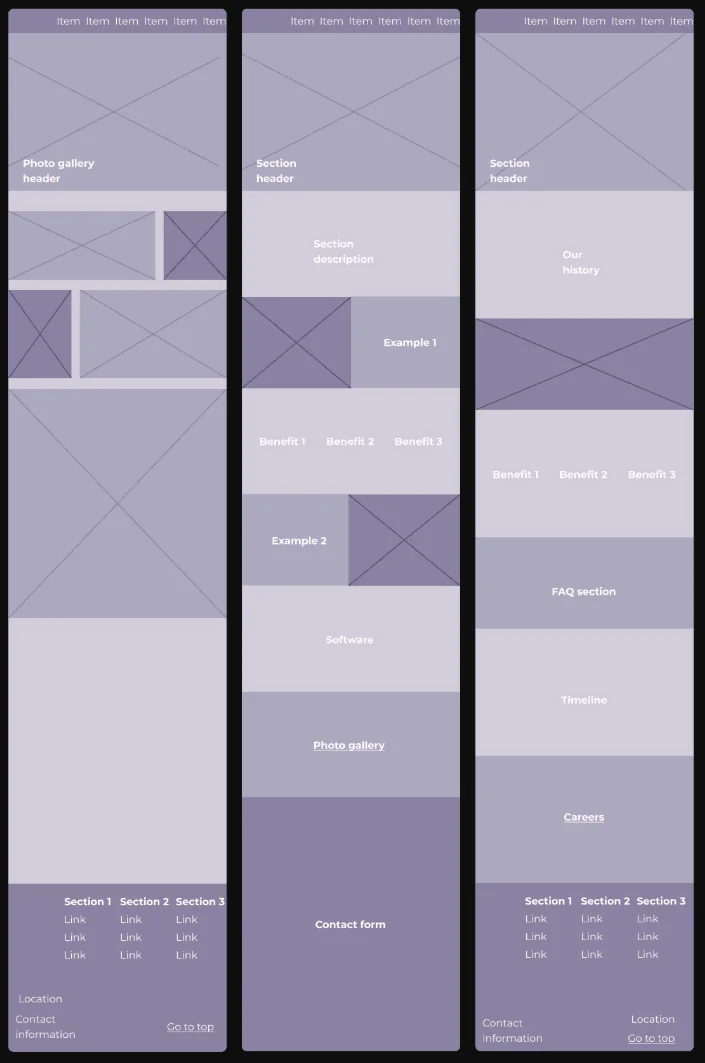 Item Item Item Item Item Item
Photo gallery
header
Section 1 Section 2 Section 3
Link Link Link
Link Link Link
Link Link Link
Location
Contact
information
Go to top
Item Item Item Item Item Item
Section
header
Section
description
Example 1
Benefit 1 Benefit 2 Benefit 3
Example 2
Software
Photo gallery
Contact form
Item Item Item Item Item Item
Section
header
Our
history
Benefit 1 Benefit 2 Benefit 3
FAQ section
Timeline
Careers
Section 1 Section 2 Section 3
Link Link Link
Link Link Link
Link Link Link
Contact
information
Location
Go to top